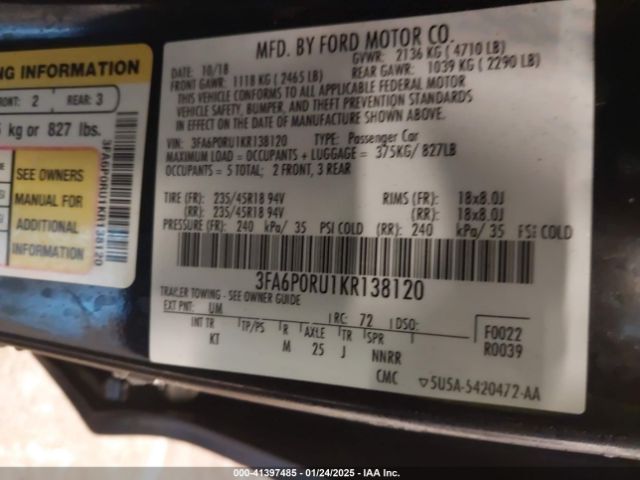 NG INFORMATION
FRONT: 2 REAR: 3
kg or 827 lbs.
SEE OWNERS
MANUAL FOR
ADDITIONAL
INFORMATION
3FA6P0RU1KR138120
MFD. BY FORD MOTOR CO.
DATE: 10/18 GVWR: 2136 KG (4710 LB)
FRONT GAWR: 1118 KG (2465 LB) REAR GAWR: 1039 KG (2290 LB)
THIS VEHICLE CONFORMS TO ALL APPLICABLE FEDERAL MOTOR
VEHICLE SAFETY, BUMPER, AND THEFT PREVENTION STANDARDS
IN EFFECT ON THE DATE OF MANUFACTURE SHOWN ABOVE.
VIN: 3FA6P0RU1KR138120 TYPE: Passenger Car
MAXIMUM LOAD = OCCUPANTS + LUGGAGE = 375KG/ 827LB
OCCUPANTS = 5 TOTAL; 2 FRONT, 3 REAR
TIRE (FR): 235/45R18 94V RIMS (FR): 18x8.0J
(RR): 235/45R18 94V (RR): 18x8.0J
PRESSURE (FR): 240 kPa/ 35 PSI COLD (RR): 240 kPa/ 35 PSI COLD
3FA6P0RU1KR138120
TRAILER TOWING - SEE OWNER GUIDE
EXT PNT: UM RC: 72 DSO:
INT TR TP/PS R AXLE TR SPR
KT M 25 J NNRR
CMC
F0022
R0039
5U5A-5420472-AA
000-41397485 - 01/24/2025 - IAA Inc.